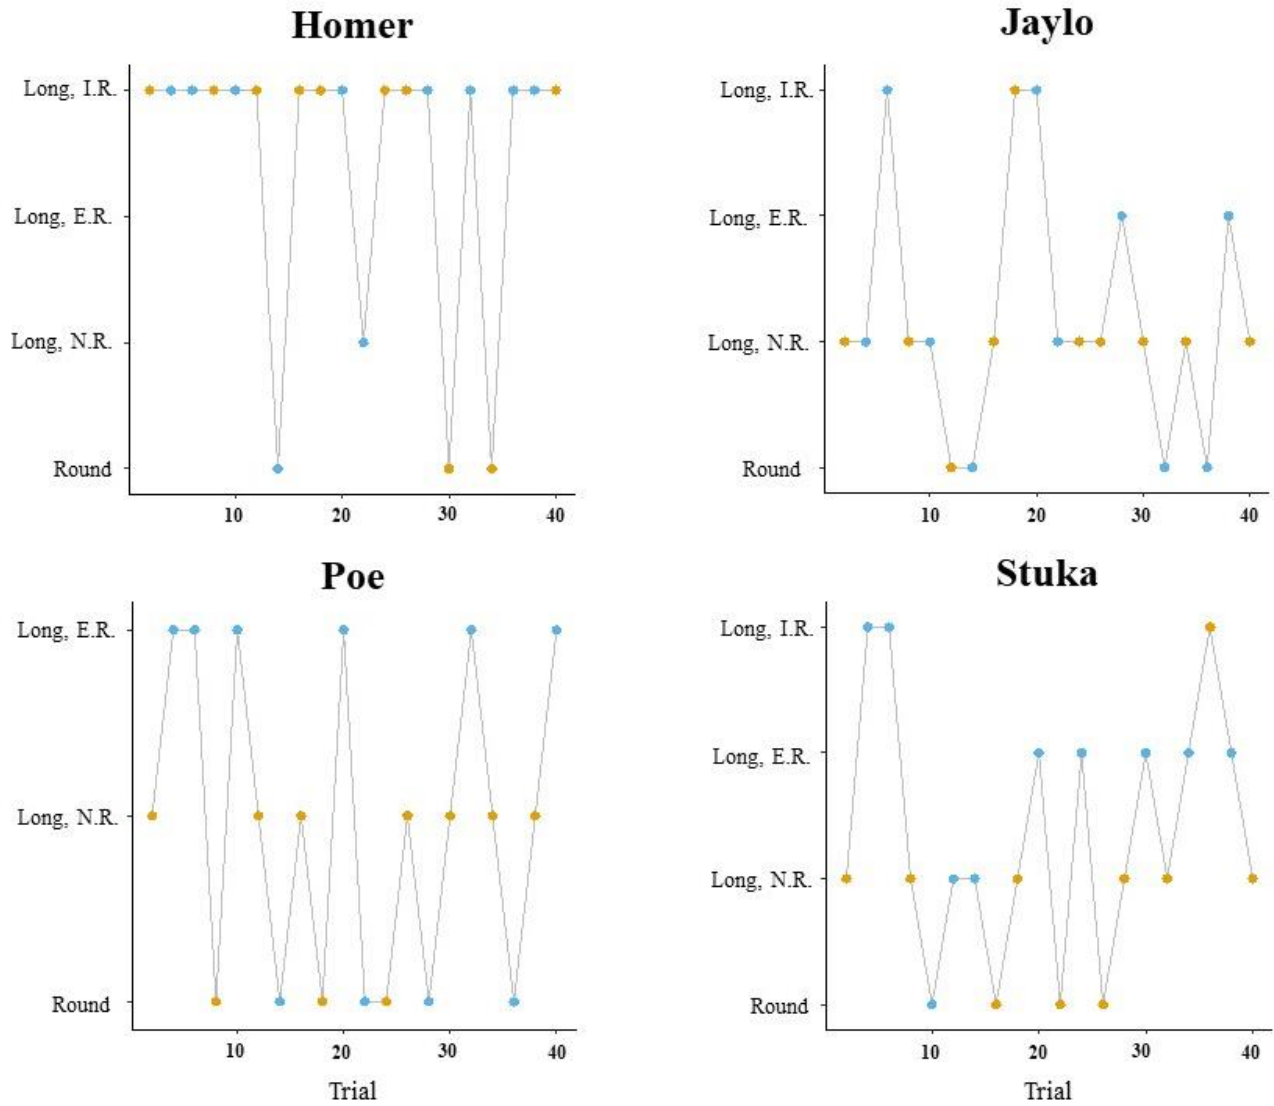 Homer
Long, I.R.
Long, E.R.
Long, N.R.
Round
10 20 30 40
Jaylo
Long, I.R.
Long, E.R.
Long, N.R.
Round
10 20 30 40
Poe
Long, E.R.
Long, N.R.
Round
10 20 30 40
Trial
Stuka
Long, I.R.
Long, E.R.
Long, N.R.
Round
10 20 30 40
Trial